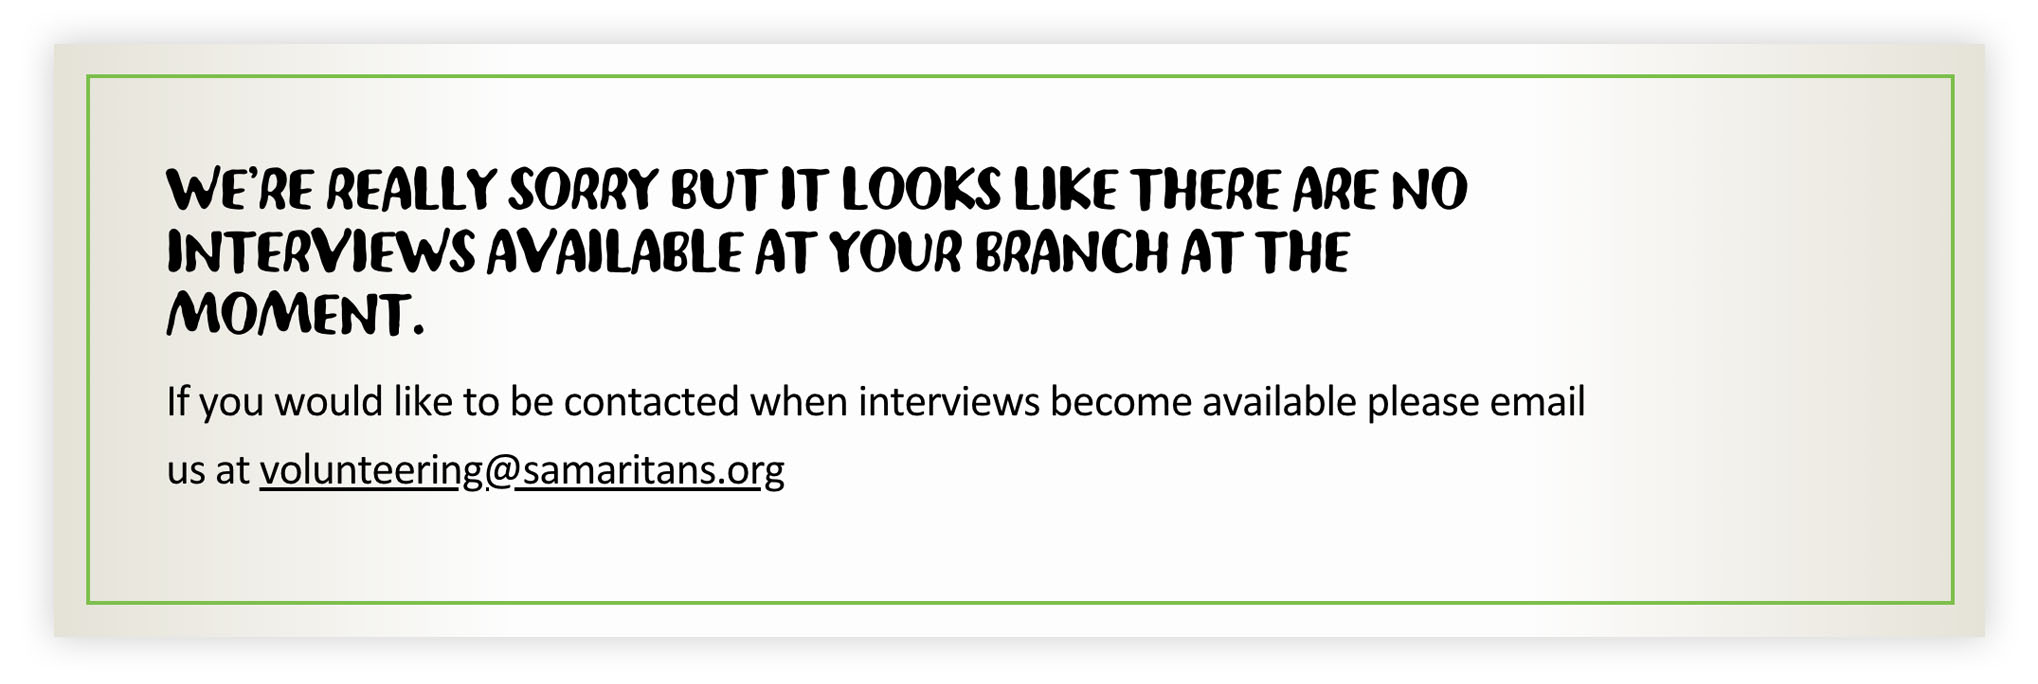 WE'RE REALLY SORRY BUT IT LOOKS LIKE THERE ARE NO
INTERVIEWS AVAILABLE AT YOUR BRANCH AT THE
MOMENT.
If you would like to be contacted when interviews become available please email
us at volunteering@samaritans.org